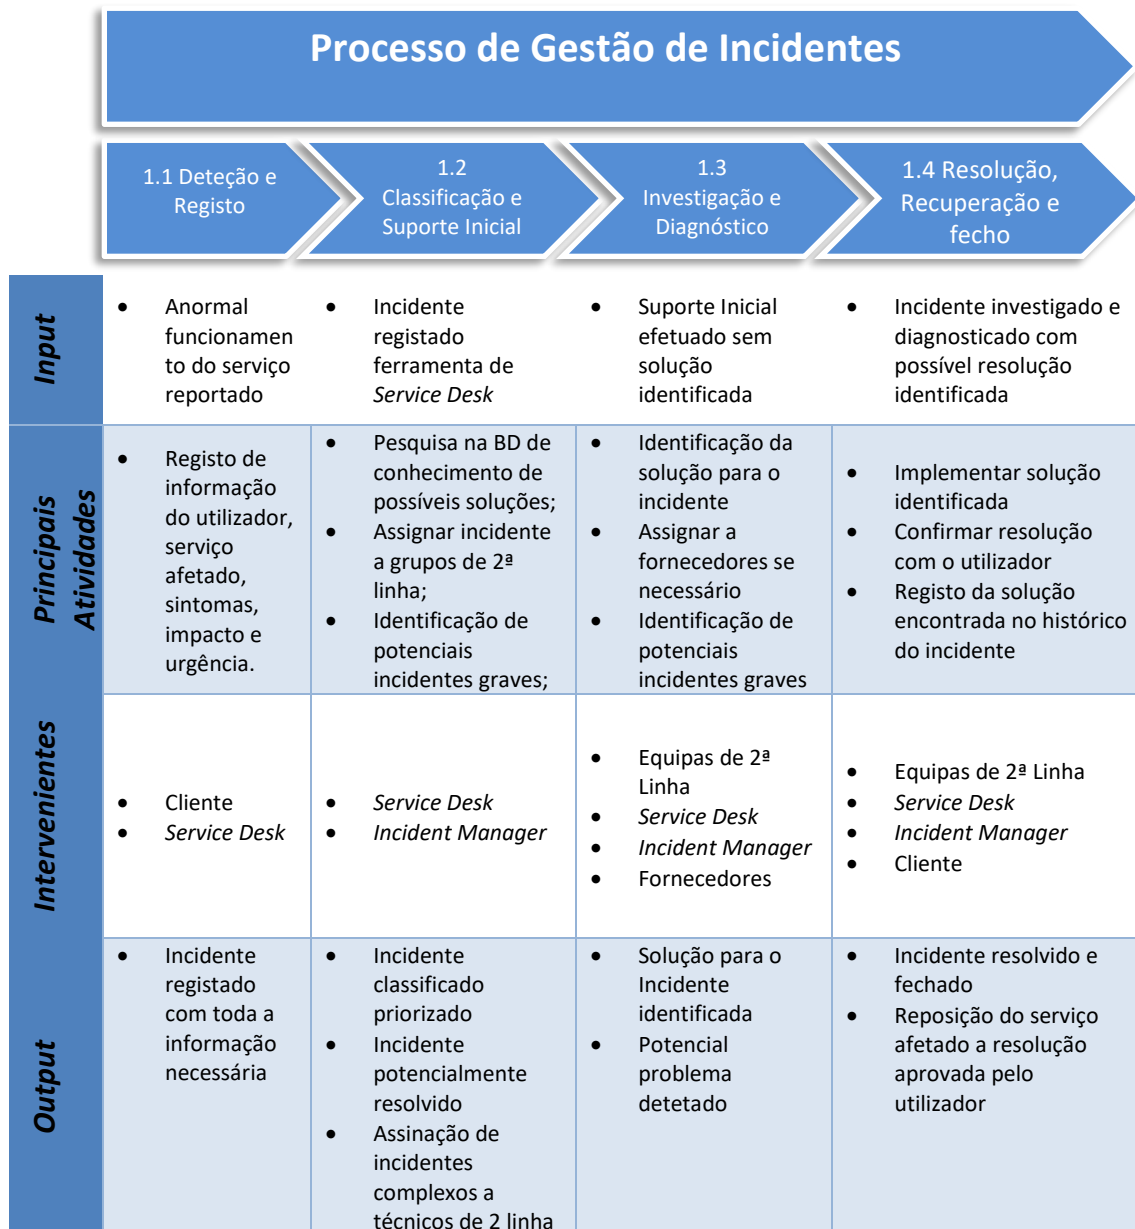 Processo de Gestão de Incidentes
1.1 Deteção e
Registo
1.2
Classificação e
Suporte Inicial
1.3
Investigação e
Diagnóstico
1.4 Resolução,
Recuperação e
fecho
Input
• Anormal
funcionamen
to do serviço
reportado
• Incidente
registado
ferramenta de
Service Desk
• Suporte Inicial
efetuado sem
solução
identificada
• Incidente investigado e
diagnosticado com
possível resolução
identificada
Principais
Atividades
• Registo de
informação
do utilizador,
serviço
afetado,
sintomas,
impacto e
urgência.
• Pesquisa na BD de
conhecimento de
possíveis soluções;
• Assignar incidente
a grupos de 2ª
linha;
• Identificação de
potenciais
incidentes graves;
• Identificação da
solução para o
incidente
• Assignar a
fornecedores se
necessário
• Identificação de
potenciais
incidentes graves
• Implementar solução
identificada
• Confirmar resolução
com o utilizador
• Registo da solução
encontrada no histórico
do incidente
Intervenientes
• Cliente
• Service Desk
• Service Desk
• Incident Manager
• Equipas de 2ª
Linha
• Service Desk
• Incident Manager
• Fornecedores
• Equipas de 2ª Linha
• Service Desk
• Incident Manager
• Cliente
Output
• Incidente
registado
com toda a
informação
necessária
• Incidente
classificado
priorizado
• Incidente
potencialmente
resolvido
• Assinação de
incidentes
complexos a
técnicos de 2 linha
• Solução para o
Incidente
identificada
• Potencial
problema
detetado
• Incidente resolvido e
fechado
• Reposição do serviço
afetado a resolução
aprovada pelo
utilizador